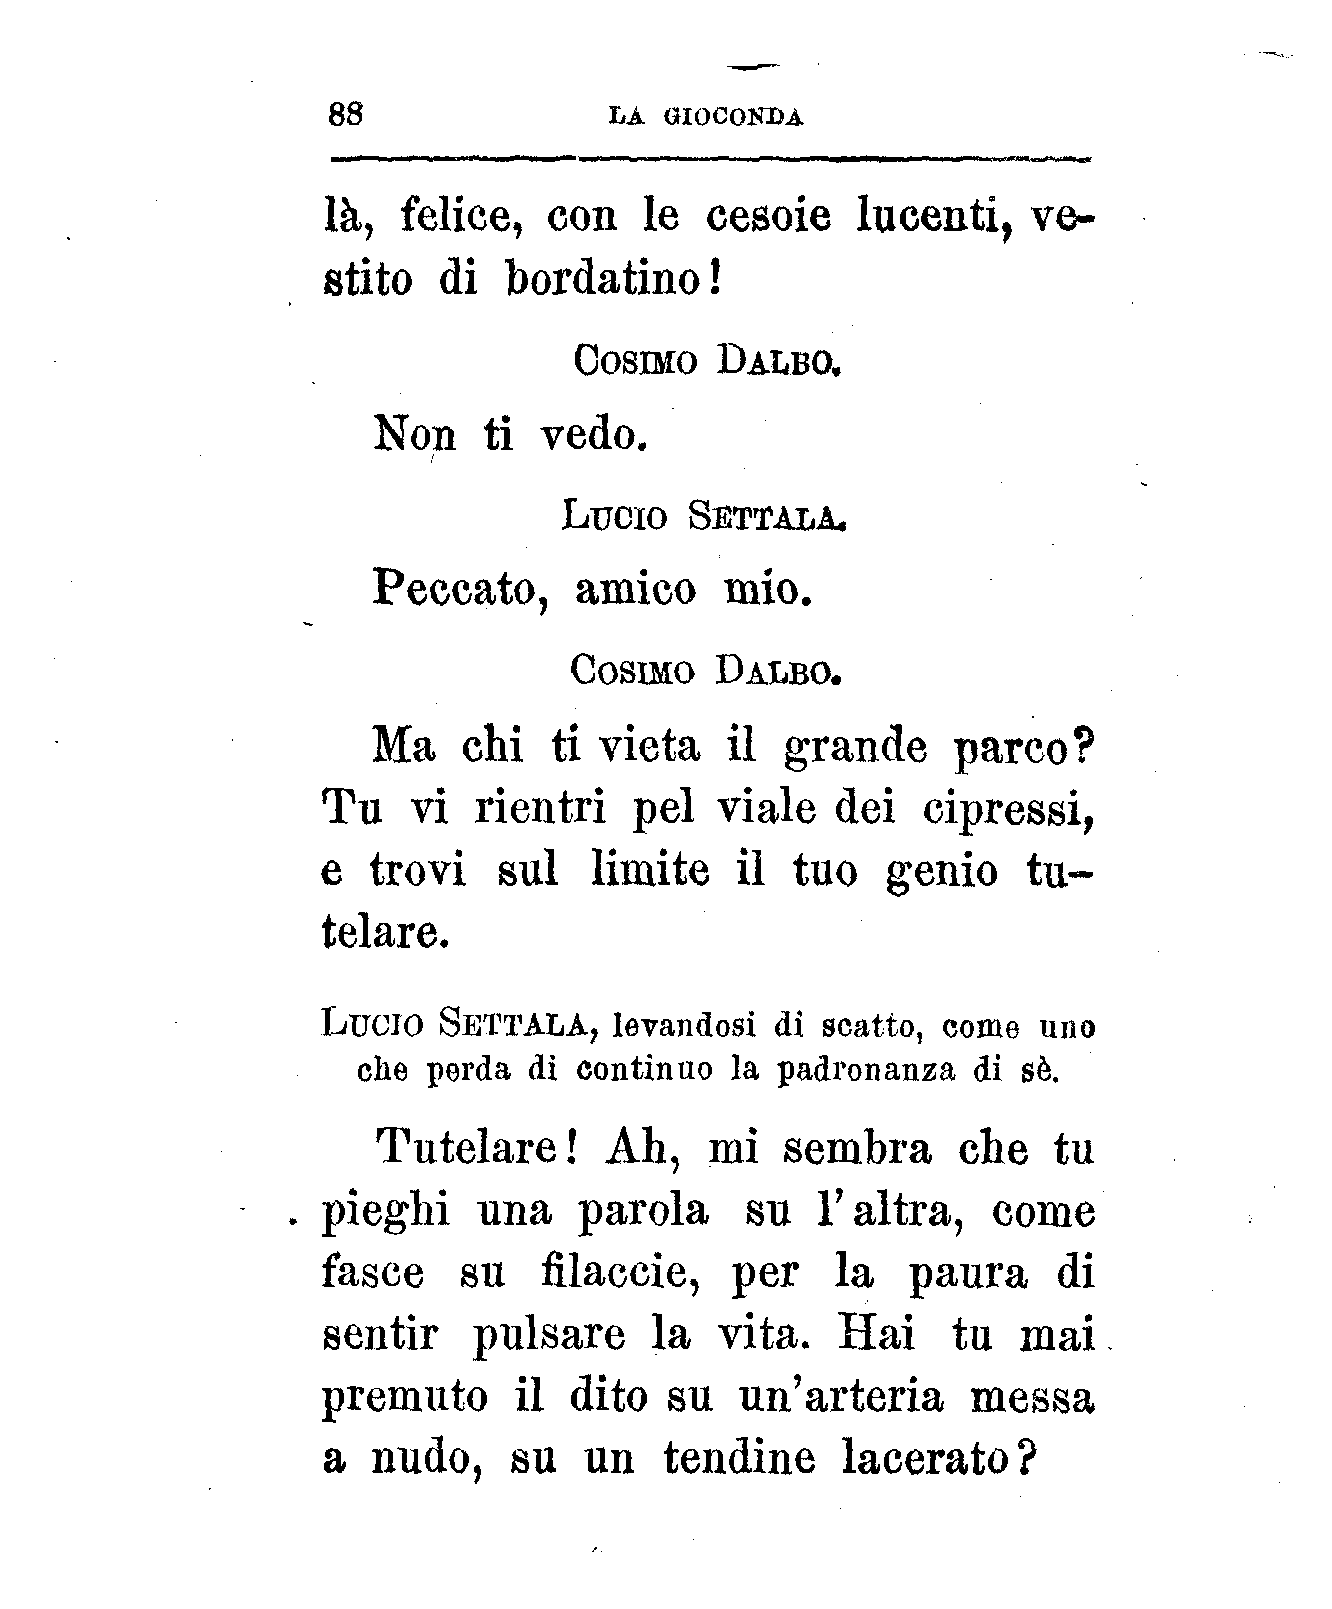 88 LA GIOCONDA
là, felice, con le cesoie lucenti, ve-
stito di bordatino!
COSIMO DALBO.
Non ti vedo.
LUCIO SETTALA.
Peccato, amico mio.
COSIMO DALBO.
Ma chi ti vieta il grande parco?
Tu vi rientri pel viale dei cipressi,
e trovi sul limite il tuo genio tu-
telare.
LUCIO SETTALA, levandosi di scatto, come uno
che perda di continuo la padronanza di sè.
Tutelare! Ah, mi sembra che tu
pieghi una parola su l'altra, come
fasce su filaccie, per la paura di
sentir pulsare la vita. Hai tu mai
premuto il dito su un'arteria messa
a nudo, su un tendine lacerato?